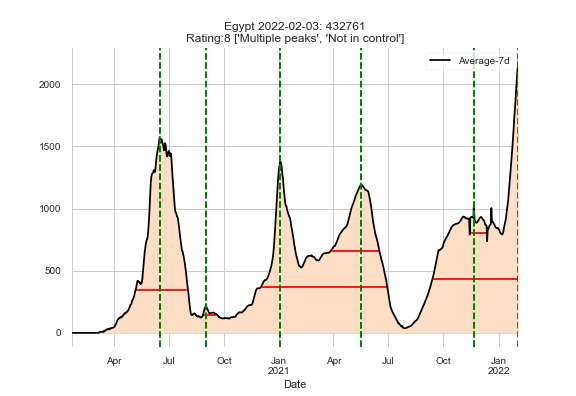 Egypt 2022-02-03: 432761
Rating:8 ['Multiple peaks', 'Not in control']
Average-7d
2000
1500
1000
500
0
Apr Jul Oct Jan Apr Jul Oct Jan
2021 2022
Date